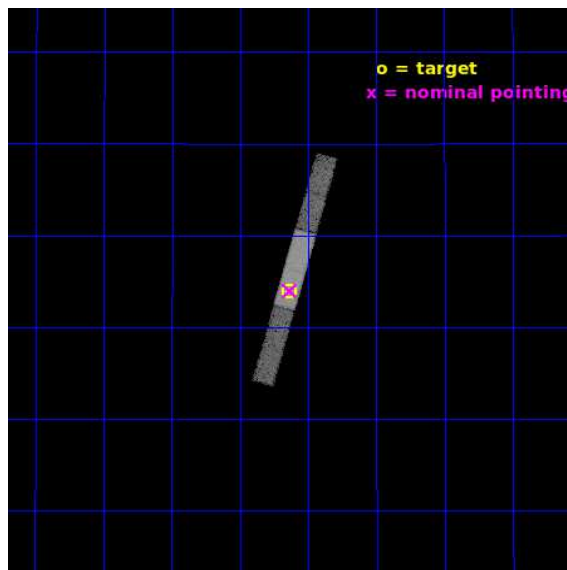 o = target
x = nominal pointing